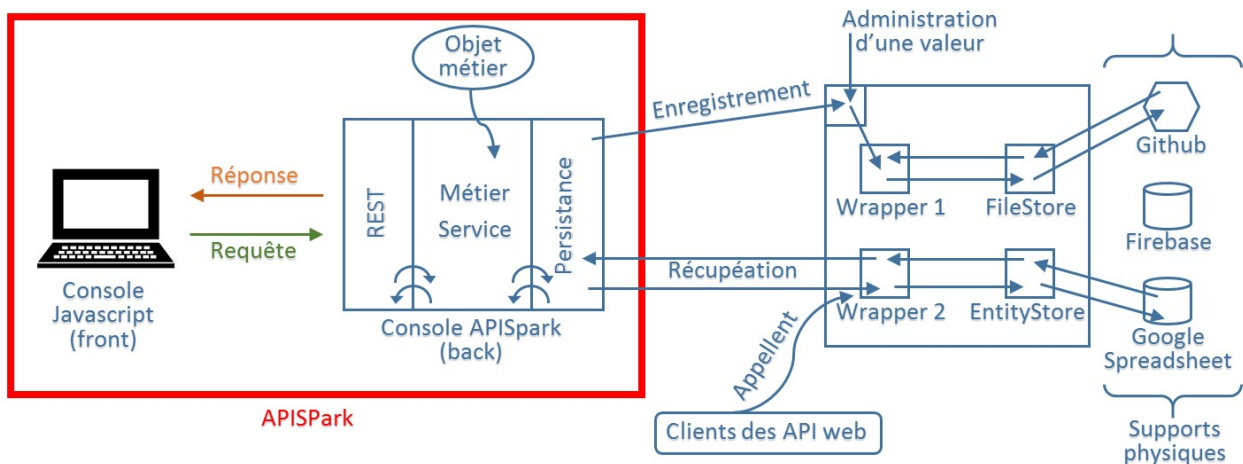 Objet
métier
Réponse
Requête
Console
Javascript
(front)
REST
Métier
Service
Persistance
Console APISpark
(back)
APISPark
Enregistrement
Récupéation
Appellent
Clients des API web
Administration
d'une valeur
Wrapper 1
FileStore
Wrapper 2
EntityStore
Github
Firebase
Google
Spreadsheet
Supports
physiques